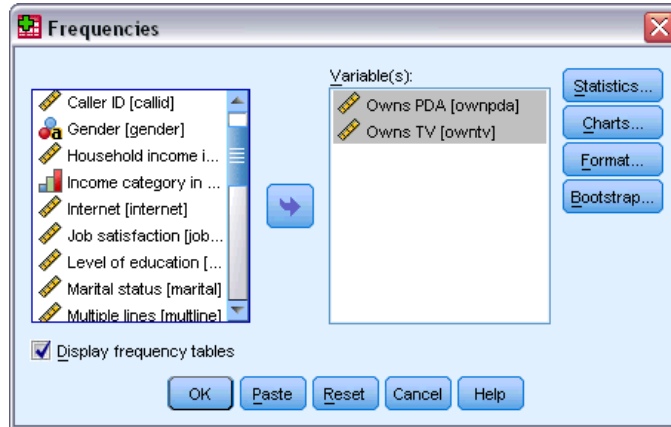 Frequencies
Caller ID [callid]
Gender [gender]
Household income i...
Income category in ...
Internet [internet]
Job satisfaction [job...
Level of education [...
Marital status [marital]
Multiple lines [multline]
Variable(s):
Owns PDA [ownpda]
Owns TV [owntv]
Statistics...
Charts...
Format...
Bootstrap...
Display frequency tables
OK
Paste
Reset
Cancel
Help